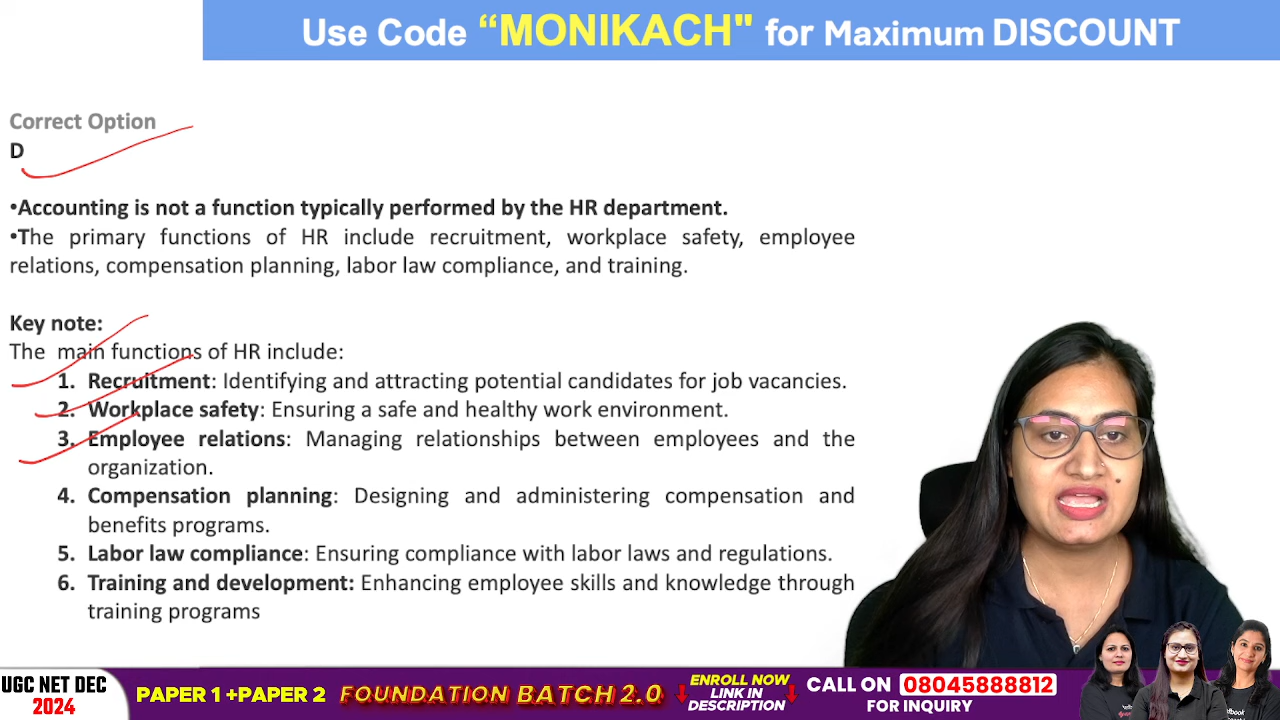 Use Code “MONIKACH" for Maximum DISCOUNT
Correct Option
D
•Accounting is not a function typically performed by the HR department.
•The primary functions of HR include recruitment, workplace safety, employee
relations, compensation planning, labor law compliance, and training.
Key note:
The main functions of HR include:
1. Recruitment: Identifying and attracting potential candidates for job vacancies.
2. Workplace safety: Ensuring a safe and healthy work environment.
3. Employee relations: Managing relationships between employees and the
organization.
4. Compensation planning: Designing and administering compensation and
benefits programs.
5. Labor law compliance: Ensuring compliance with labor laws and regulations.
6. Training and development: Enhancing employee skills and knowledge through
training programs
UGC NET DEC
2024
PAPER 1 +PAPER 2
FOUNDATION BATCH 2.0
ENROLL NOW
LINK IN
DESCRIPTION
CALL ON 08045888812
FOR INQUIRY